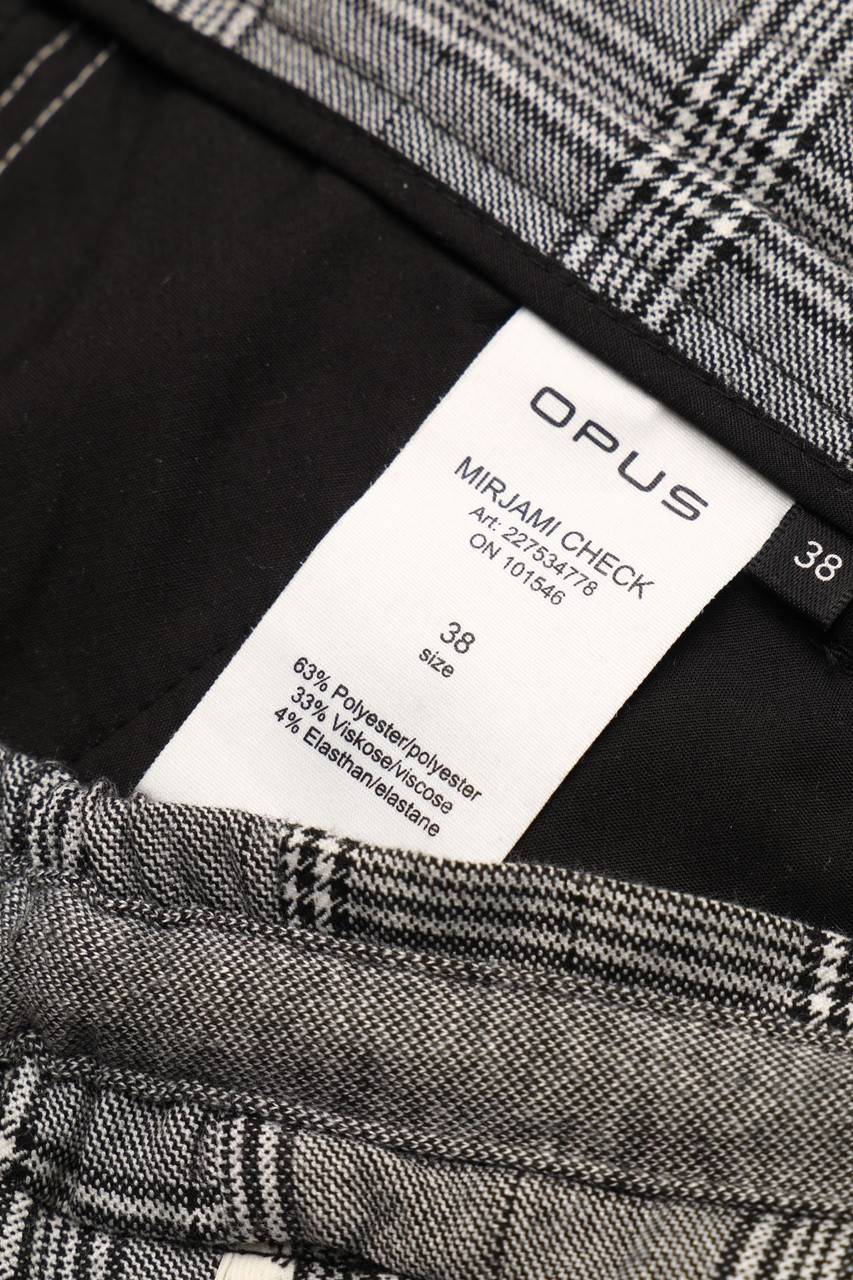 OPUS
MIRJAMI CHECK
Art: 227534778
ON 101546
38
size
63% Polyester/polyester
33% Viskose/viscose
4% Elasthan/elastane
38